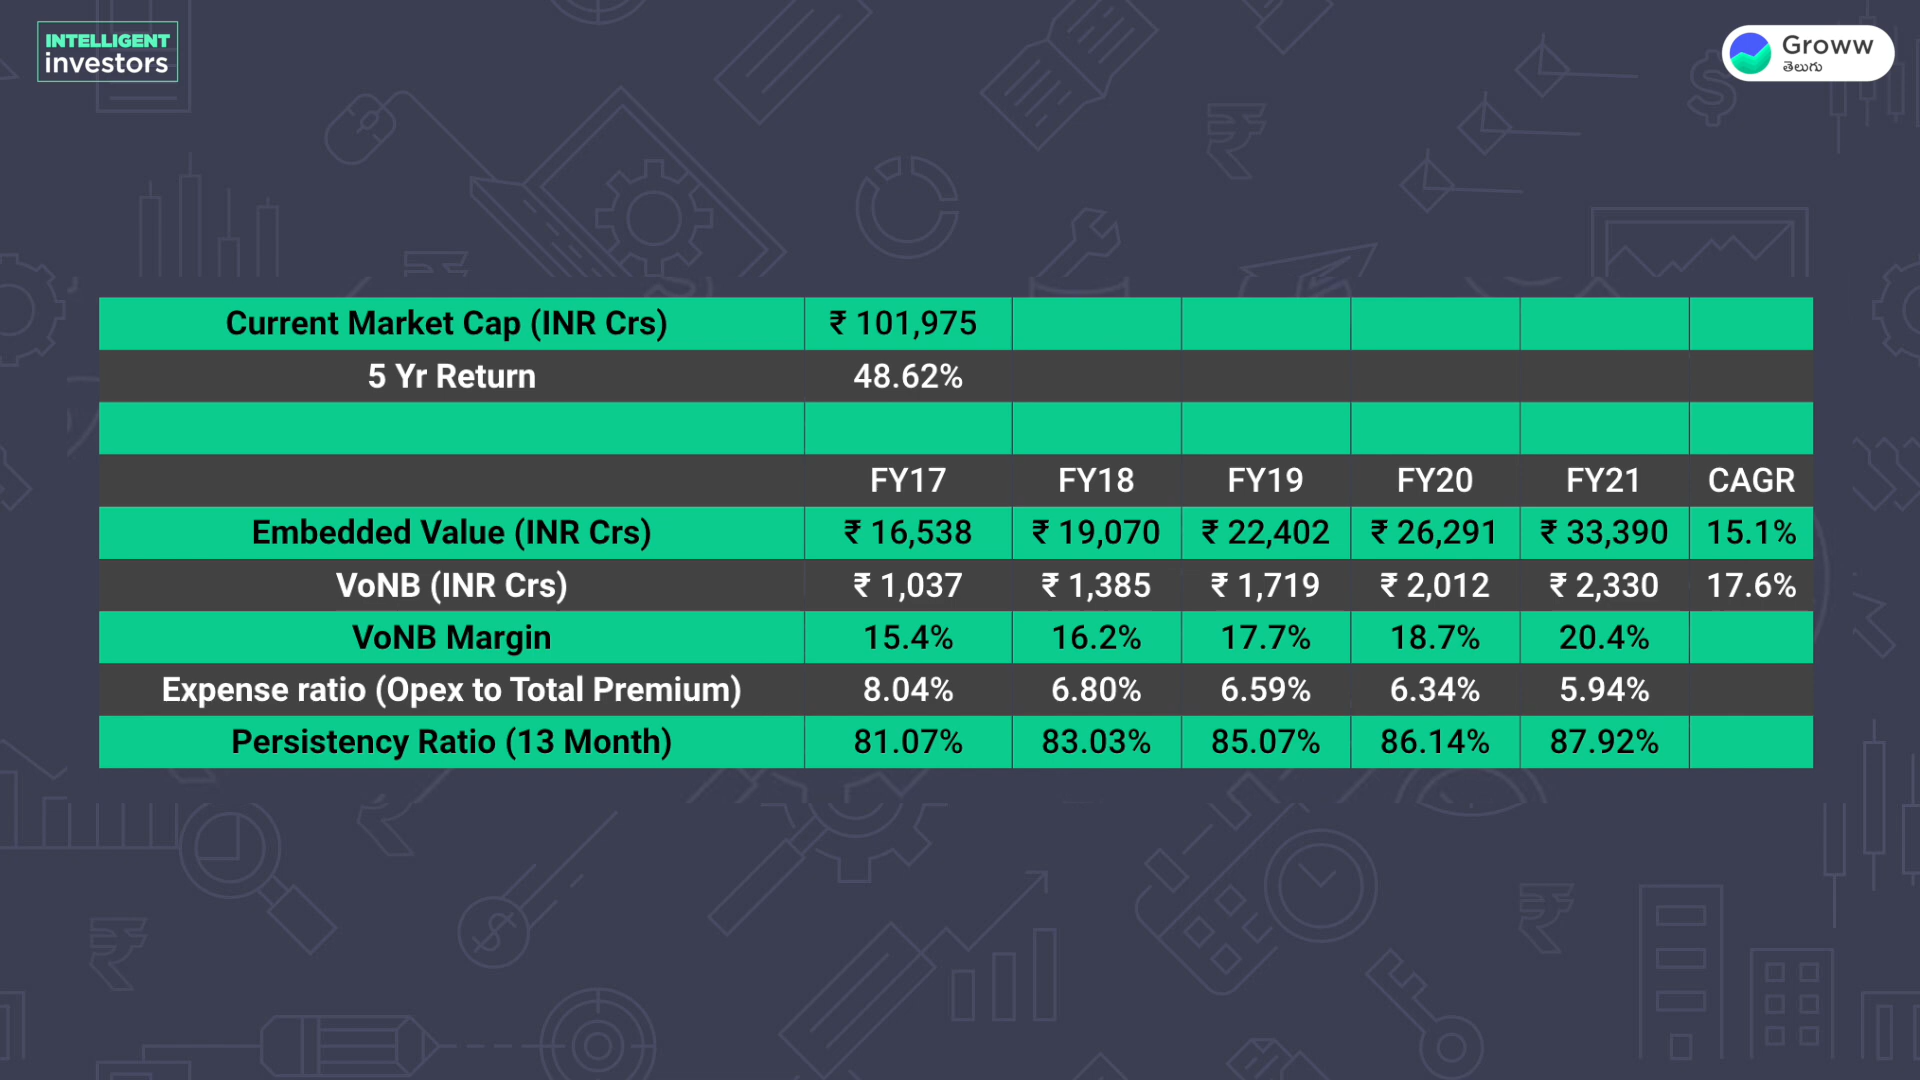 INTELLIGENT
investors
Groww
తెలుగు
Current Market Cap (INR Crs) ₹ 101,975
5 Yr Return 48.62%
FY17 FY18 FY19 FY20 FY21 CAGR
Embedded Value (INR Crs) ₹ 16,538 ₹ 19,070 ₹ 22,402 ₹ 26,291 ₹ 33,390 15.1%
VoNB (INR Crs) ₹ 1,037 ₹ 1,385 ₹ 1,719 ₹ 2,012 ₹ 2,330 17.6%
VoNB Margin 15.4% 16.2% 17.7% 18.7% 20.4%
Expense ratio (Opex to Total Premium) 8.04% 6.80% 6.59% 6.34% 5.94%
Persistency Ratio (13 Month) 81.07% 83.03% 85.07% 86.14% 87.92%